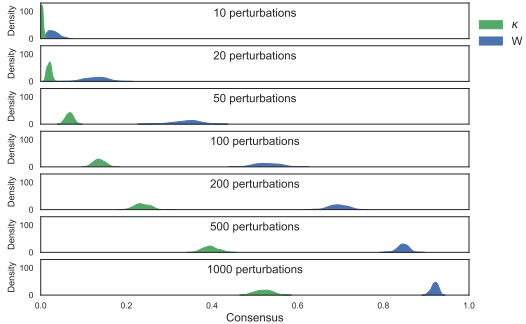 Density
100
0
10 perturbations
κ
W
Density
100
0
20 perturbations
Density
100
0
50 perturbations
Density
100
0
100 perturbations
Density
100
0
200 perturbations
Density
100
0
500 perturbations
Density
100
0
1000 perturbations
0.0 0.2 0.4 0.6 0.8 1.0
Consensus